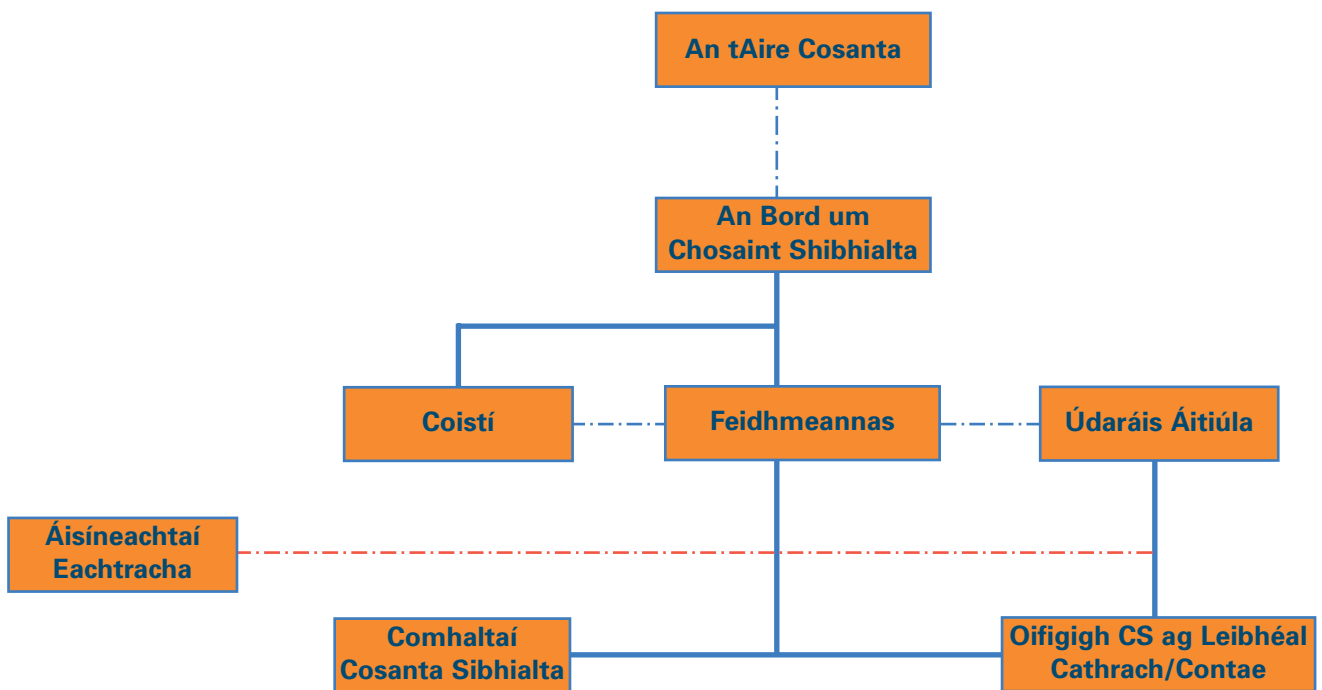 An tAire Cosanta
An Bord um
Chosaint Shibhialta
Coistí
Feidhmeannas
Údaráis Áitiúla
Áisíneachtaí
Eachtracha
Comhaltaí
Cosanta Sibhialta
Oifigigh CS ag Leibhéal
Cathrach/Contae